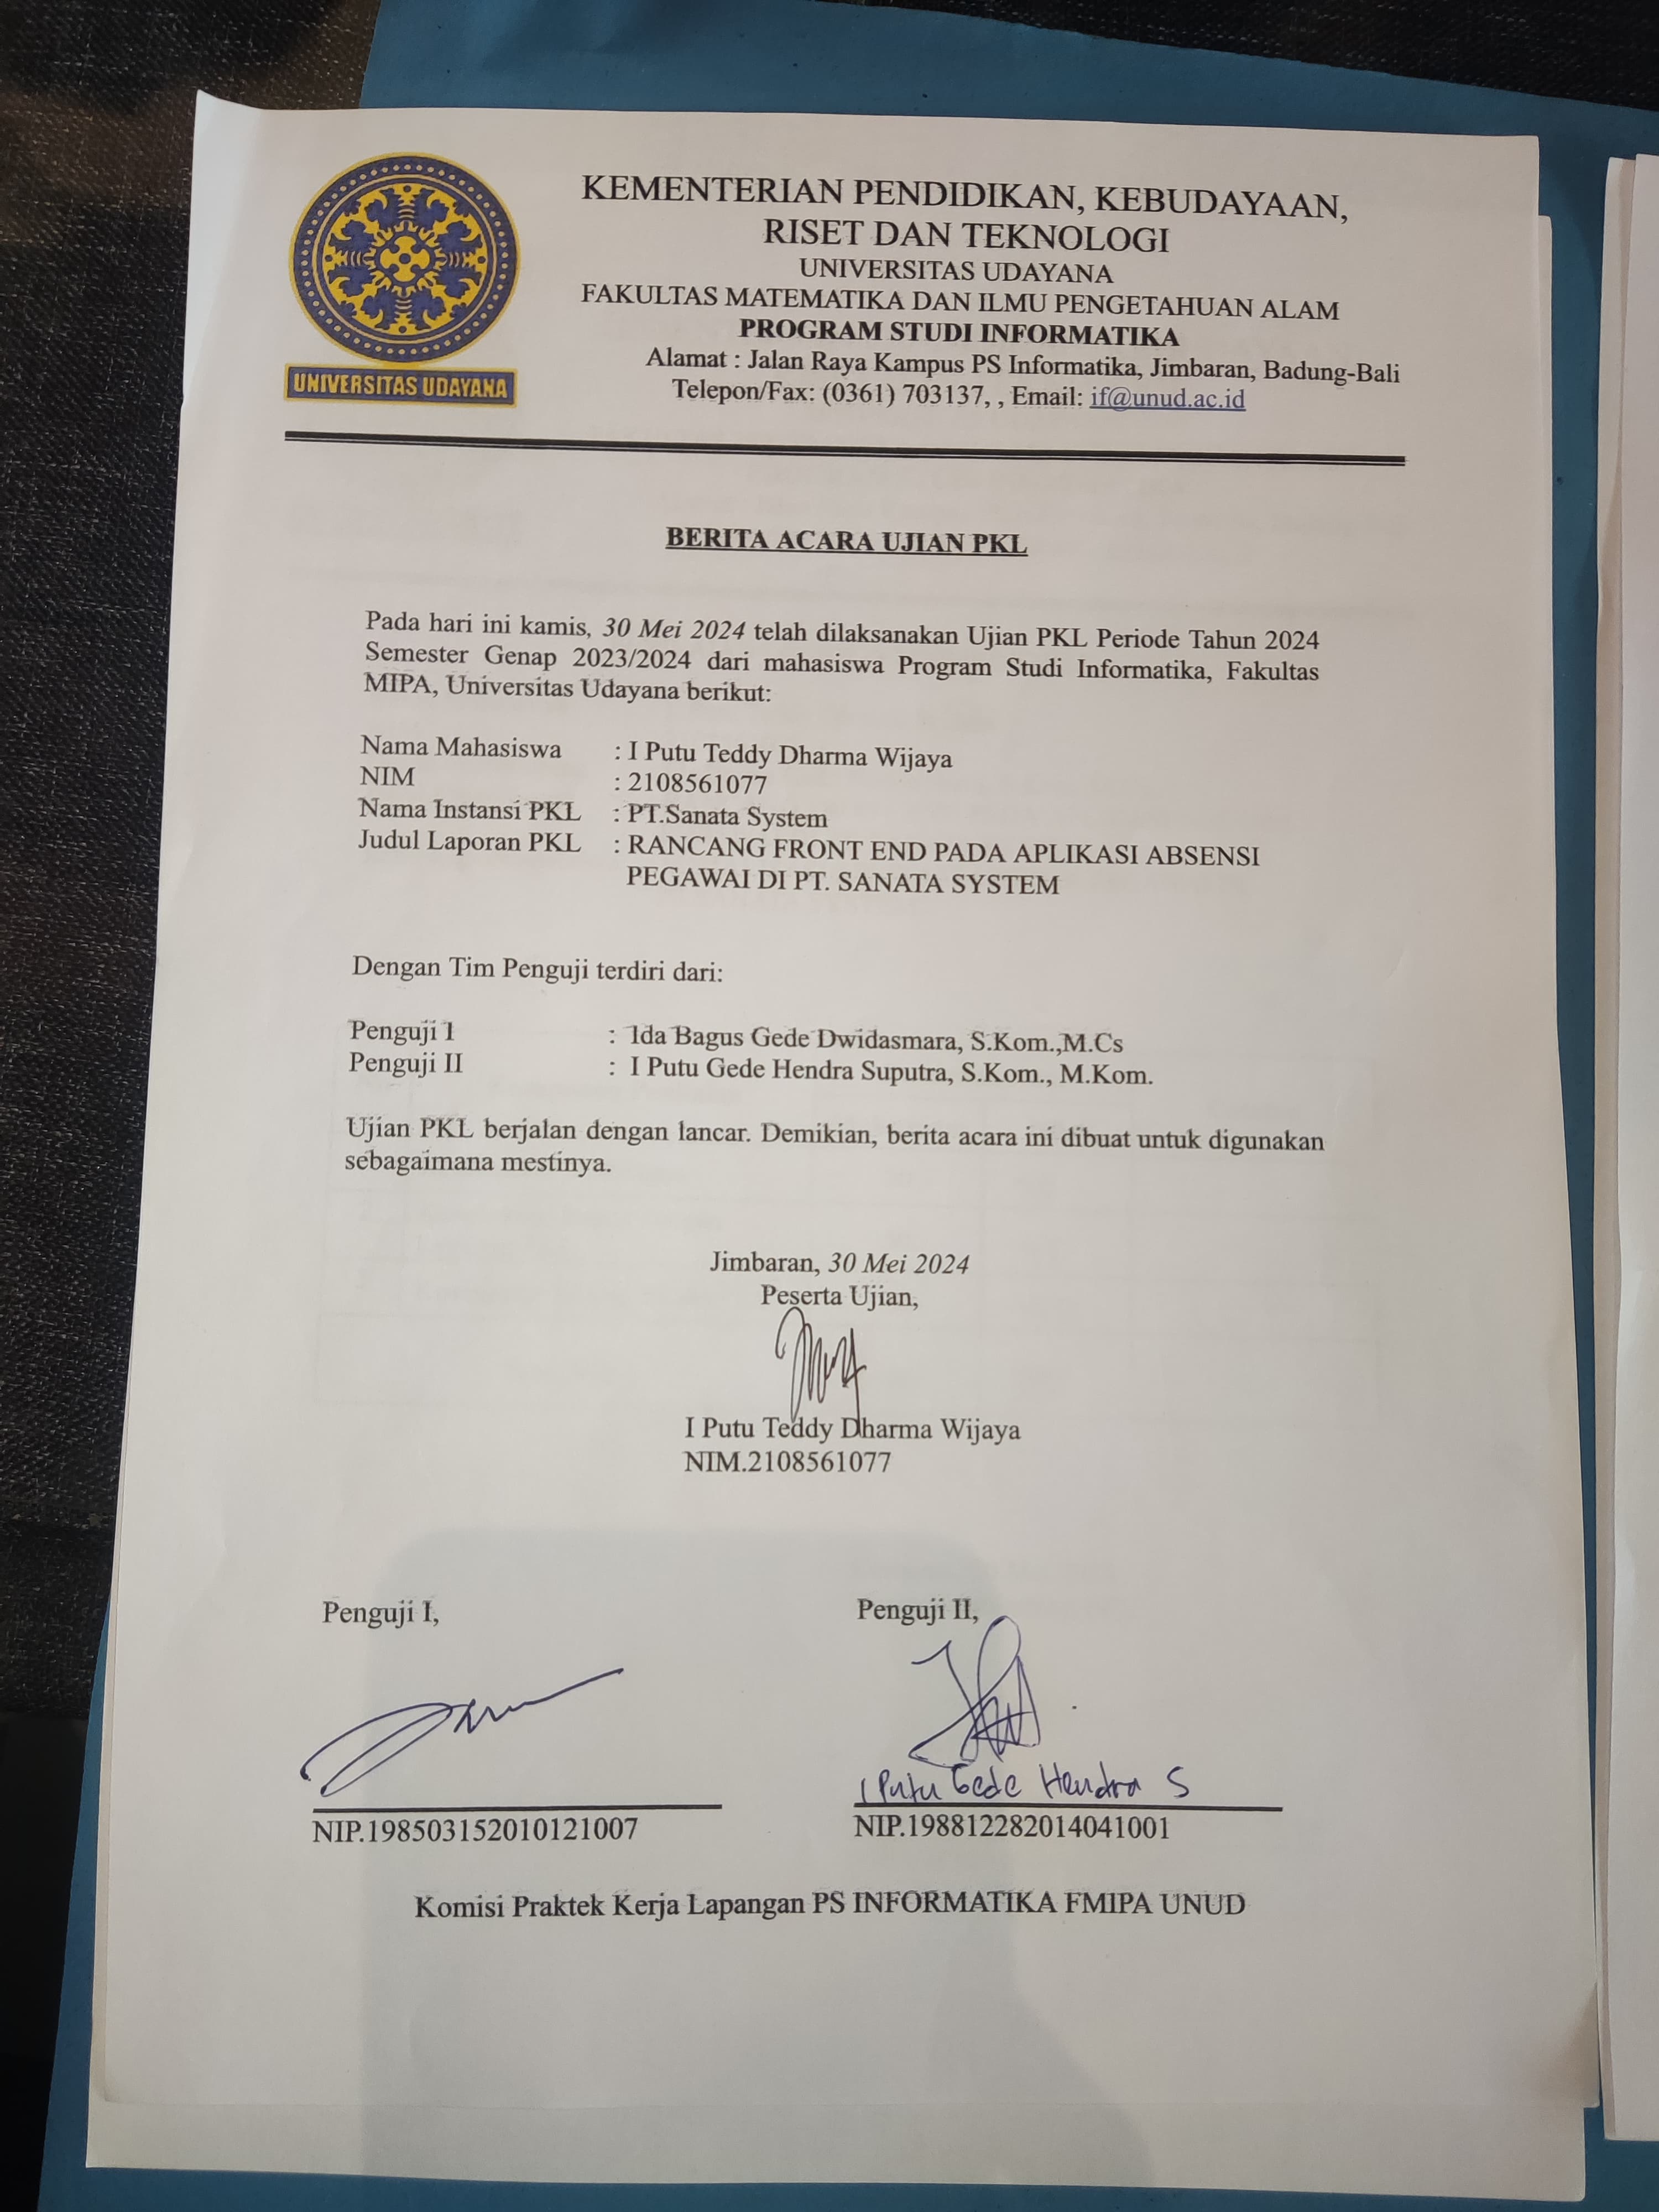 KEMENTERIAN PENDIDIKAN, KEBUDAYAAN,
RISET DAN TEKNOLOGI
UNIVERSITAS UDAYANA
FAKULTAS MATEMATIKA DAN ILMU PENGETAHUAN ALAM
PROGRAM STUDI INFORMATIKA
Alamat : Jalan Raya Kampus PS Informatika, Jimbaran, Badung-Bali
Telepon/Fax: (0361) 703137, , Email: if@unud.ac.id
UNIVERSITAS UDAYANA
BERITA ACARA UJIAN PKL
Pada hari ini kamis, 30 Mei 2024 telah dilaksanakan Ujian PKL Periode Tahun 2024
Semester Genap 2023/2024 dari mahasiswa Program Studi Informatika, Fakultas
MIPA, Universitas Udayana berikut:
Nama Mahasiswa : I Putu Teddy Dharma Wijaya
NIM : 2108561077
Nama Instansi PKL : PT.Sanata System
Judul Laporan PKL : RANCANG FRONT END PADA APLIKASI ABSENSI
PEGAWAI DI PT. SANATA SYSTEM
Dengan Tim Penguji terdiri dari:
Penguji I : Ida Bagus Gede Dwidasmara, S.Kom.,M.Cs
Penguji II : I Putu Gede Hendra Suputra, S.Kom., M.Kom.
Ujian PKL berjalan dengan lancar. Demikian, berita acara ini dibuat untuk digunakan
sebagaimana mestinya.
Jimbaran, 30 Mei 2024
Peserta Ujian,
I Putu Teddy Dharma Wijaya
NIM.2108561077
Penguji I, Penguji II,
I Putu Gede Hendra S
NIP.198503152010121007 NIP.198812282014041001
Komisi Praktek Kerja Lapangan PS INFORMATIKA FMIPA UNUD